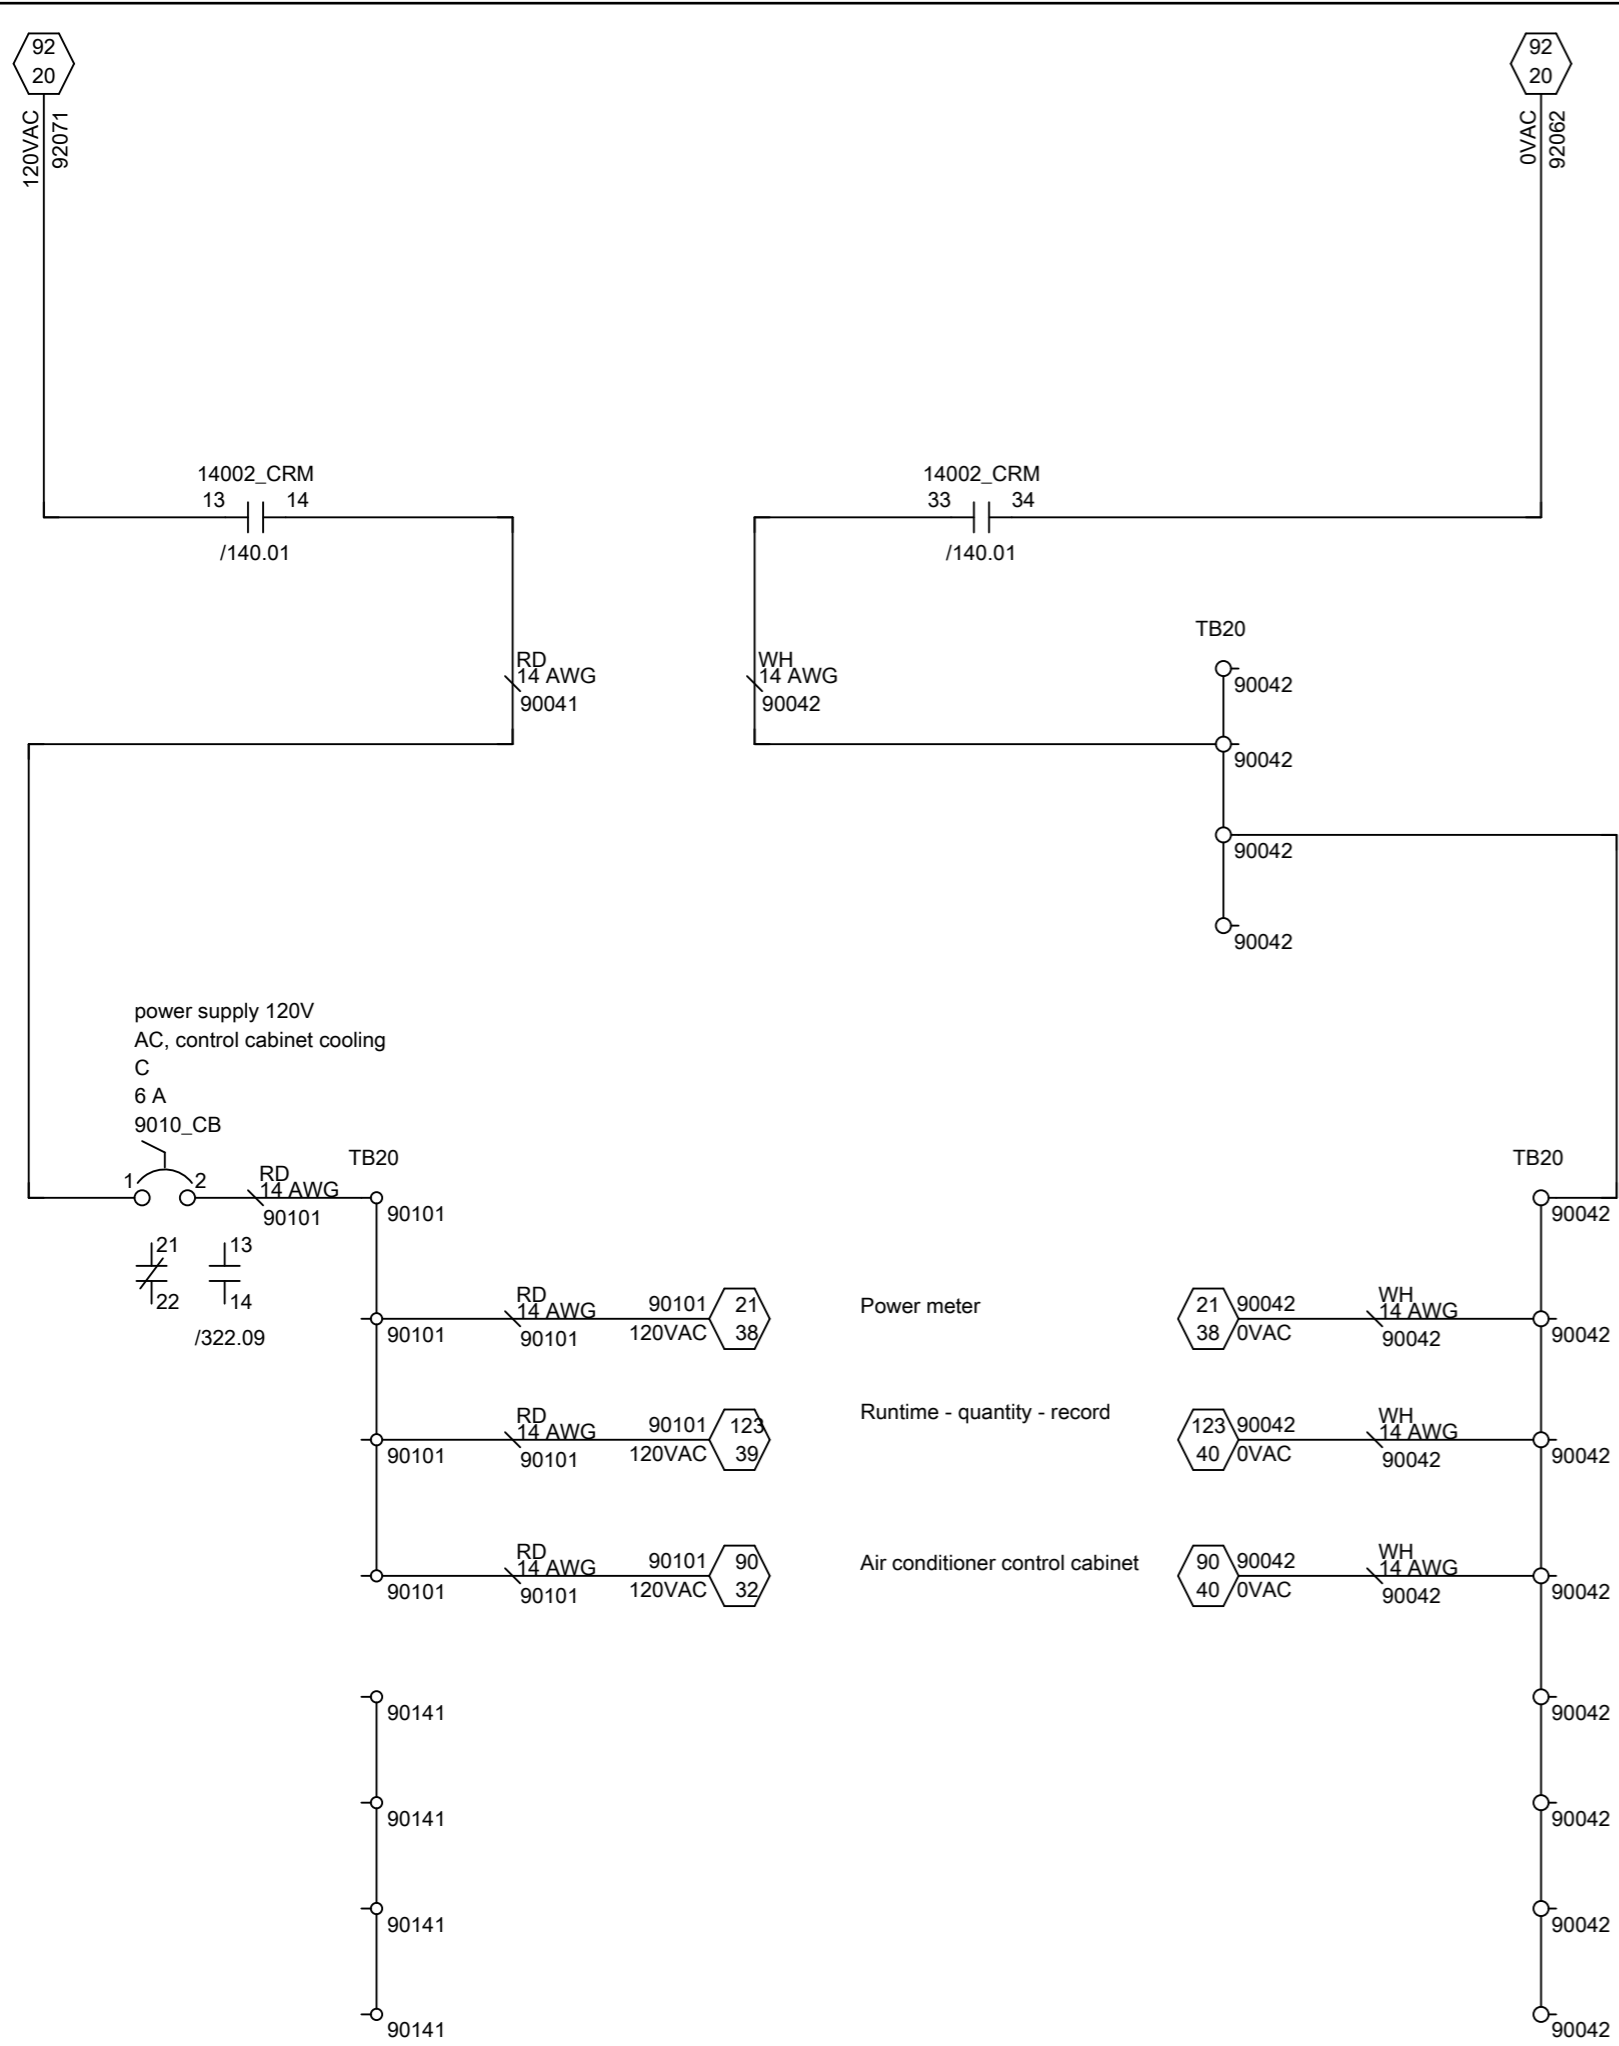 92
20
120VAC
92071
92
20
0VAC
92062
14002_CRM
13 14
/140.01
14002_CRM
33 34
/140.01
RD
14 AWG
90041
WH
14 AWG
90042
TB20
90042
90042
90042
90042
power supply 120V
AC, control cabinet cooling
C
6 A
9010_CB
1 2
RD
14 AWG
90101
TB20
90101
21
22
13
14
/322.09
TB20
90042
90101
RD
14 AWG
90101
90101
120VAC
21
38
Power meter
21
38
90042
0VAC
WH
14 AWG
90042
90042
90101
RD
14 AWG
90101
90101
120VAC
123
39
Runtime - quantity - record
123
40
90042
0VAC
WH
14 AWG
90042
90042
90101
RD
14 AWG
90101
90101
120VAC
90
32
Air conditioner control cabinet
90
40
90042
0VAC
WH
14 AWG
90042
90042
90141
90042
90141
90042
90141
90042
90141
90042